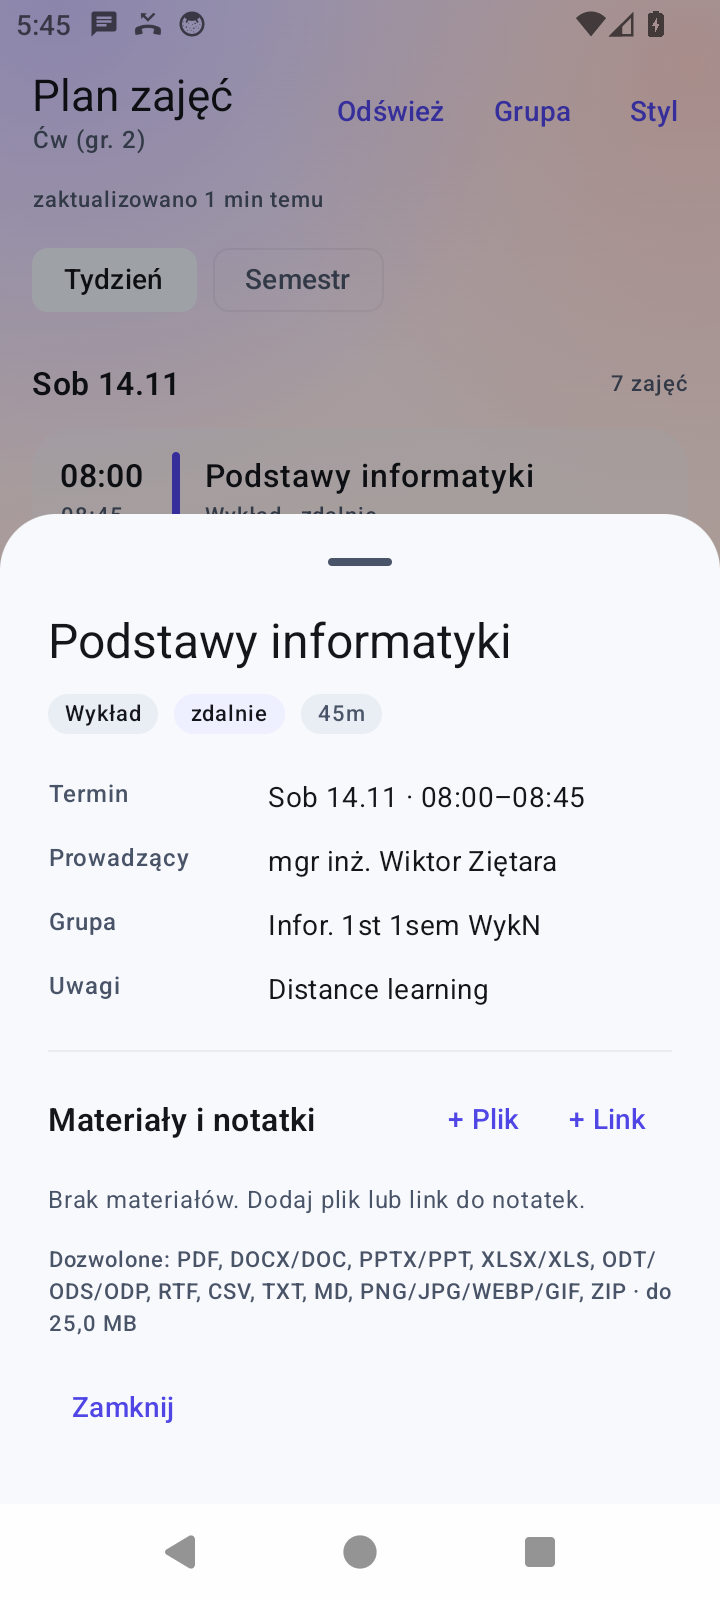 5:45
Plan zajęć
Odśwież Grupa Styl
Ćw (gr. 2)
zaktualizowano 1 min temu
Tydzień Semestr
Sob 14.11 7 zajęć
08:00 Podstawy informatyki
08:45 Wykład · zdalnie
Podstawy informatyki
Wykład zdalnie 45m
Termin Sob 14.11 · 08:00–08:45
Prowadzący mgr inż. Wiktor Ziętara
Grupa Infor. 1st 1sem WykN
Uwagi Distance learning
Materiały i notatki + Plik + Link
Brak materiałów. Dodaj plik lub link do notatek.
Dozwolone: PDF, DOCX/DOC, PPTX/PPT, XLSX/XLS, ODT/
ODS/ODP, RTF, CSV, TXT, MD, PNG/JPG/WEBP/GIF, ZIP · do
25,0 MB
Zamknij